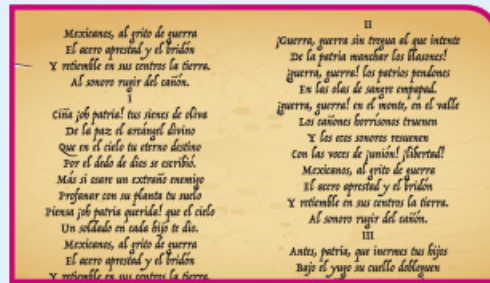 Mexicanos, al grito de guerra
El acero aprestad y el bridón
Y retiemble en sus centros la tierra.
Al sonoro rugir del cañón.
I
Ciña ¡oh patria! tus sienes de oliva
De la paz el arcángel divino
Que en el cielo tu eterno destino
Por el dedo de dios se escribió.
Más si osare un extraño enemigo
Profanar con su planta tu suelo
Piensa ¡oh patria querida! que el cielo
Un soldado en cada hijo te dio.
Mexicanos, al grito de guerra
El acero aprestad y el bridón
Y retiemble en sus centros la tierra.
II
¡Guerra, guerra sin tregua al que intente
De la patria manchar los blasones!
¡guerra, guerra! los patrios pendones
En las olas de sangre empapad.
¡guerra, guerra! en el monte, en el valle
Los cañones horrísonos truenen
Y los ecos sonoros resuenen
Con las voces de ¡unión! ¡libertad!
Mexicanos, al grito de guerra
El acero aprestad y el bridón
Y retiemble en sus centros la tierra.
Al sonoro rugir del cañón.
III
Antes, patria, que inermes tus hijos
Bajo el yugo su cuello dobleguen